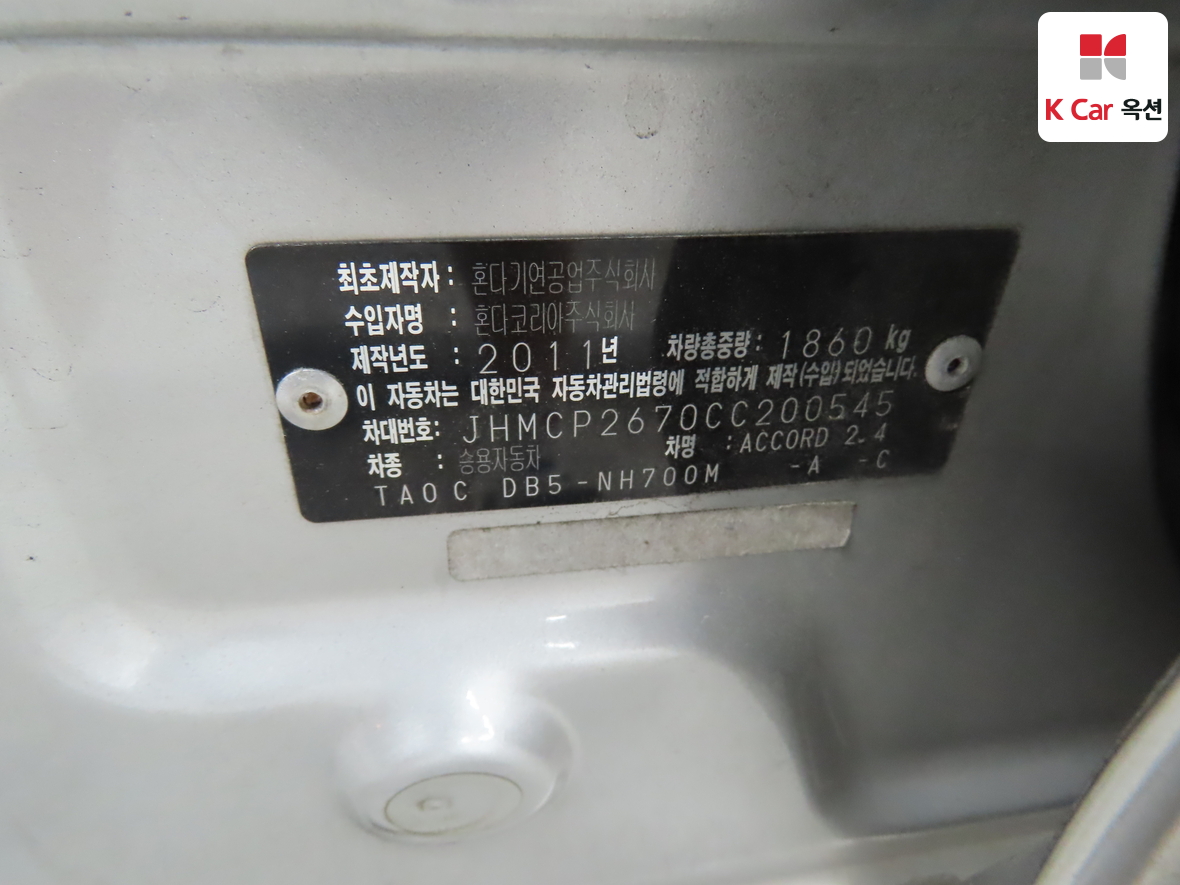 K Car 옥션
최초제작자 : 혼다기연공업주식회사
수입자명 : 혼다코리아주식회사
제작년도 : 2011년 차량총중량 : 1860 kg
이 자동차는 대한민국 자동차관리법령에 적합하게 제작(수입)되었습니다.
차대번호: JHMCP2670CC200545
차종 : 승용자동차 차명 : ACCORD 2.4
TAOC DB5-NH700M -A -C